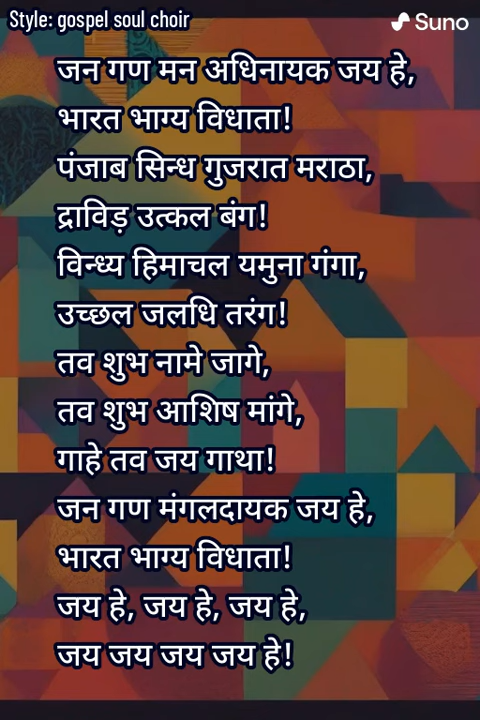 Style: gospel soul choir
Suno
जन गण मन अधिनायक जय हे,
भारत भाग्य विधाता!
पंजाब सिन्ध गुजरात मराठा,
द्राविड़ उत्कल बंग!
विन्ध्य हिमाचल यमुना गंगा,
उच्छल जलधि तरंग!
तव शुभ नामे जागे,
तव शुभ आशिष मांगे,
गाहे तव जय गाथा!
जन गण मंगलदायक जय हे,
भारत भाग्य विधाता!
जय हे, जय हे, जय हे,
जय जय जय जय हे!